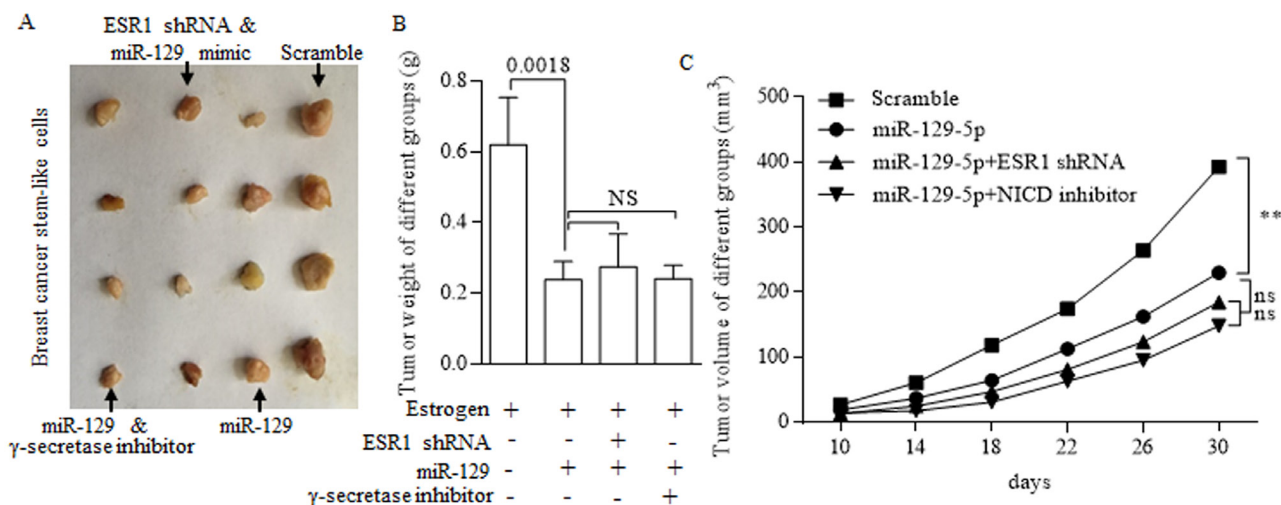 A
ESR1 shRNA &
miR-129 mimic Scramble
Breast cancer stem-like cells
miR-129 & miR-129
γ-secretase inhibitor
B
Tumor weight of different groups (g)
0.8
0.6
0.4
0.2
0.0
0.0018
NS
Estrogen + + + +
ESR1 shRNA - - + -
miR-129 - + + +
γ-secretase inhibitor - - - +
C
Tumor volume of different groups (mm³)
500
400
300
200
100
0
Scramble
miR-129-5p
miR-129-5p+ESR1 shRNA
miR-129-5p+NICD inhibitor
**
ns
ns
10 14 18 22 26 30
days